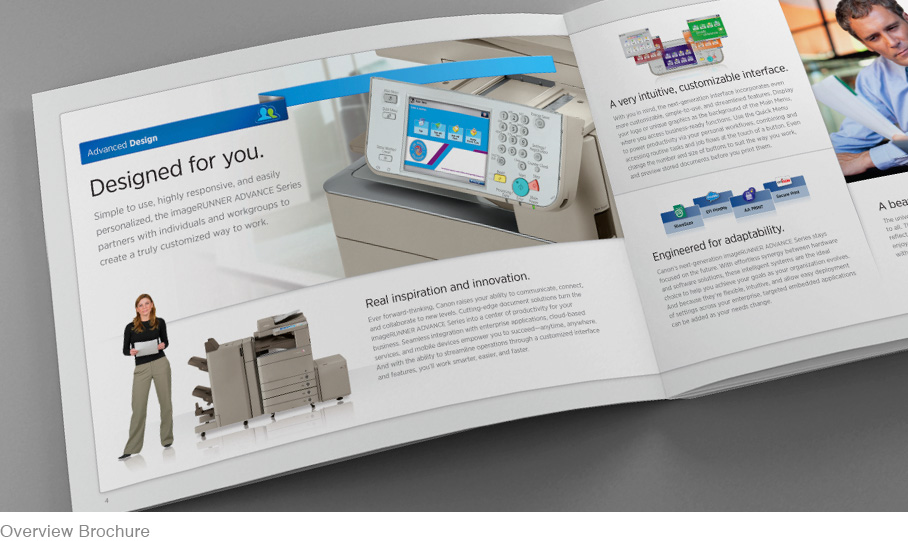 Advanced Design
Designed for you.
Simple to use, highly responsive, and easily
personalized, the imageRUNNER ADVANCE Series
partners with individuals and workgroups to
create a truly customized way to work.
Real inspiration and innovation.
Ever forward-thinking, Canon raises your ability to communicate, connect,
and collaborate to new levels. Cutting-edge document solutions turn the
imageRUNNER ADVANCE Series into a center of productivity for your
business. Seamless integration with enterprise applications, cloud-based
services, and mobile devices empower you to succeed—anytime, anywhere.
And with the ability to streamline operations through a customized interface
and features, you'll work smarter, easier, and faster.
4
A very intuitive, customizable interface.
With you in mind, the next-generation interface incorporates even
more customizable, simple-to-use, and streamlined features. Display
your logo or unique graphics as the background of the Main Menu,
where you access business-ready functions. Use the Quick Menu
to power productivity via your personal workflows, combining and
accessing routine tasks and job flows at the touch of a button. Even
change the number and size of buttons to suit the way you work,
and preview stored documents before you print them.
Secure Print
Engineered for adaptability.
Canon's next-generation imageRUNNER ADVANCE Series stays
focused on the future. With effortless synergy between hardware
and software solutions, these intelligent systems are the ideal
choice to help you achieve your goals as your organization evolves.
And because they're flexible, intuitive, and allow easy deployment
of settings across your enterprise, targeted embedded applications
can be added as your needs change.
A bea
The unive
to all. Th
reflect
enjoy
with
Overview Brochure